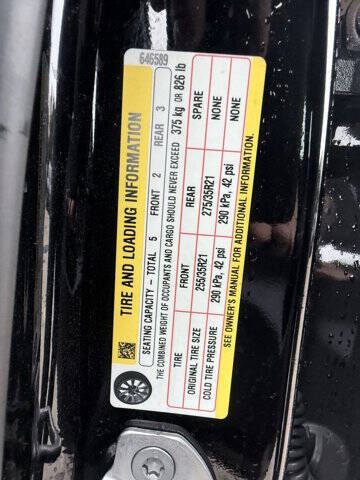 646589
TIRE AND LOADING INFORMATION
SEATING CAPACITY – TOTAL 5 FRONT 2 REAR 3
THE COMBINED WEIGHT OF OCCUPANTS AND CARGO SHOULD NEVER EXCEED 375 kg OR 826 lb
TIRE FRONT REAR SPARE
ORIGINAL TIRE SIZE 255/35R21 275/35R21 NONE
COLD TIRE PRESSURE 290 kPa, 42 psi 290 kPa, 42 psi NONE
SEE OWNER'S MANUAL FOR ADDITIONAL INFORMATION.